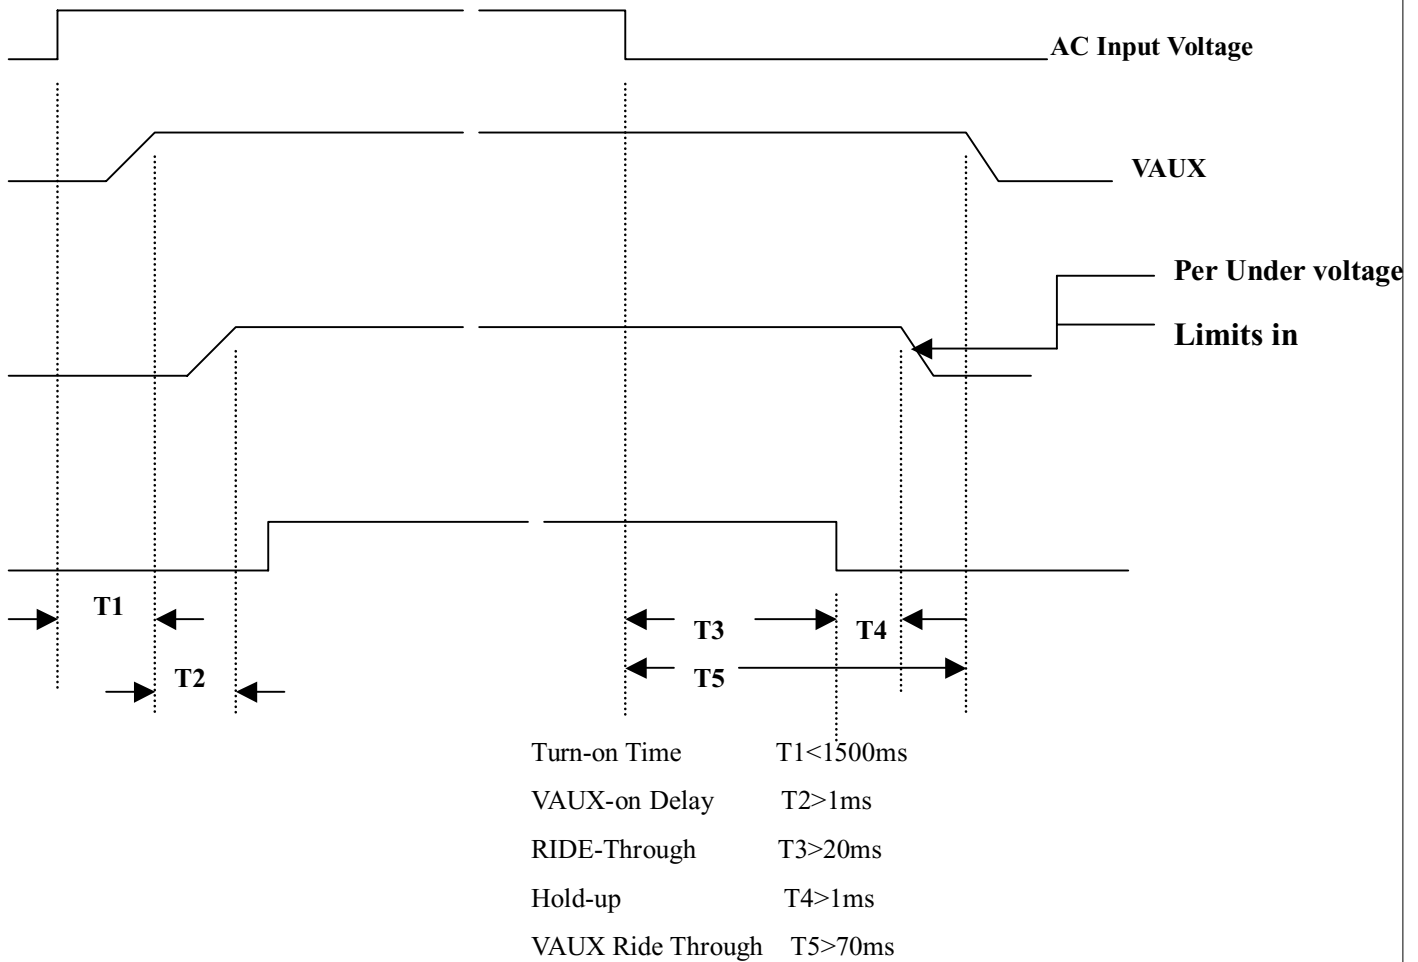 AC Input Voltage
VAUX
Per Under voltage
Limits in
T1
T3
T4
T2
T5
Turn-on Time T1<1500ms
VAUX-on Delay T2>1ms
RIDE-Through T3>20ms
Hold-up T4>1ms
VAUX Ride Through T5>70ms